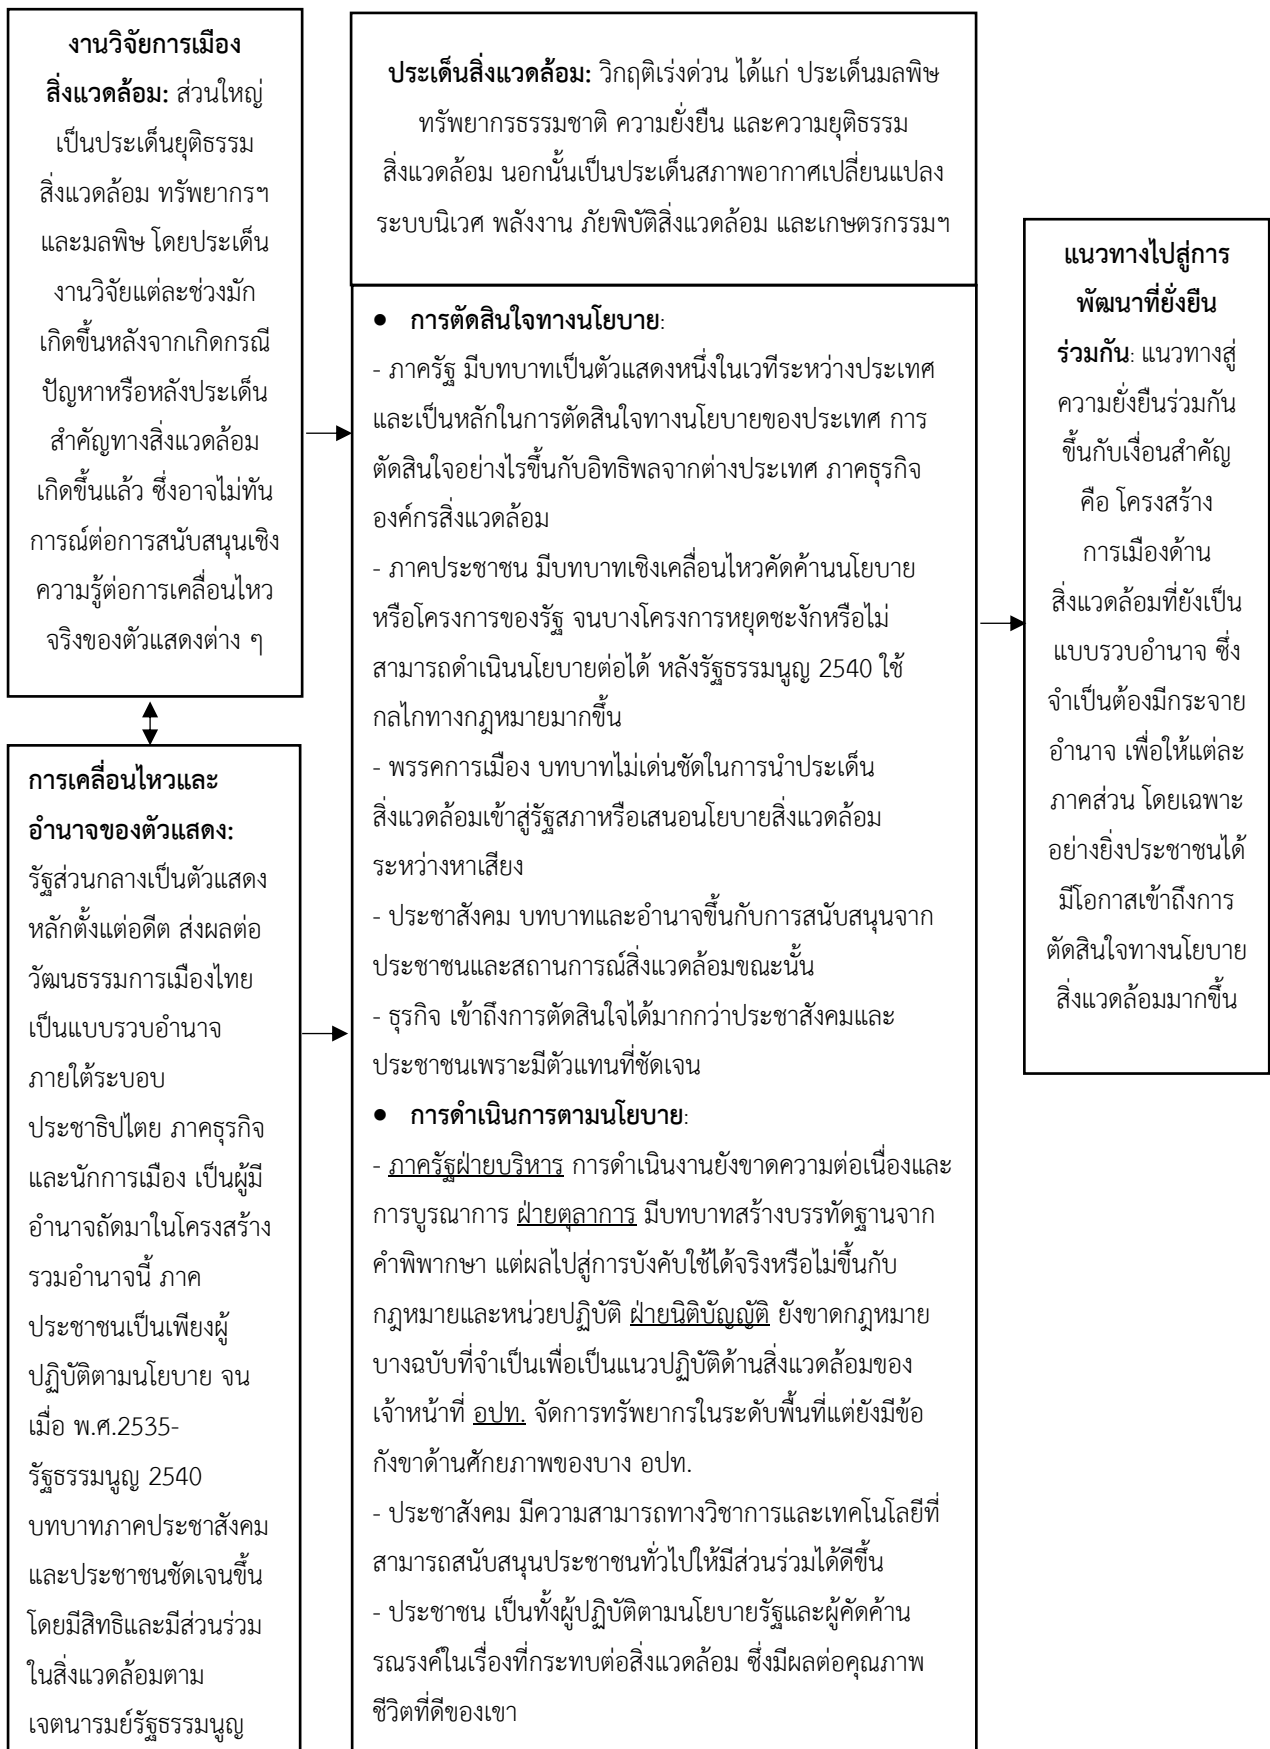 งานวิจัยการเมือง
สิ่งแวดล้อม: ส่วนใหญ่
เป็นประเด็นยุติธรรม
สิ่งแวดล้อม ทรัพยากรฯ
และมลพิษ โดยประเด็น
งานวิจัยแต่ละช่วงมัก
เกิดขึ้นหลังจากเกิดกรณี
ปัญหาหรือหลังประเด็น
สำคัญทางสิ่งแวดล้อม
เกิดขึ้นแล้ว ซึ่งอาจไม่ทัน
การณ์ต่อการสนับสนุนเชิง
ความรู้ต่อการเคลื่อนไหว
จริงของตัวแสดงต่าง ๆ
การเคลื่อนไหวและ
อำนาจของตัวแสดง:
รัฐส่วนกลางเป็นตัวแสดง
หลักตั้งแต่อดีต ส่งผลต่อ
วัฒนธรรมการเมืองไทย
เป็นแบบรวบอำนาจ
ภายใต้ระบอบ
ประชาธิปไตย ภาคธุรกิจ
และนักการเมือง เป็นผู้มี
อำนาจถัดมาในโครงสร้าง
รวมอำนาจนี้ ภาค
ประชาชนเป็นเพียงผู้
ปฏิบัติตามนโยบาย จน
เมื่อ พ.ศ.2535-
รัฐธรรมนูญ 2540
บทบาทภาคประชาสังคม
และประชาชนชัดเจนขึ้น
โดยมีสิทธิและมีส่วนร่วม
ในสิ่งแวดล้อมตาม
เจตนารมย์รัฐธรรมนูญ
ประเด็นสิ่งแวดล้อม: วิกฤติเร่งด่วน ได้แก่ ประเด็นมลพิษ
ทรัพยากรธรรมชาติ ความยั่งยืน และความยุติธรรม
สิ่งแวดล้อม นอกนั้นเป็นประเด็นสภาพอากาศเปลี่ยนแปลง
ระบบนิเวศ พลังงาน ภัยพิบัติสิ่งแวดล้อม และเกษตรกรรมฯ
● การตัดสินใจทางนโยบาย:
- ภาครัฐ มีบทบาทเป็นตัวแสดงหนึ่งในเวทีระหว่างประเทศ
และเป็นหลักในการตัดสินใจทางนโยบายของประเทศ การ
ตัดสินใจอย่างไรขึ้นกับอิทธิพลจากต่างประเทศ ภาคธุรกิจ
องค์กรสิ่งแวดล้อม
- ภาคประชาชน มีบทบาทเชิงเคลื่อนไหวคัดค้านนโยบาย
หรือโครงการของรัฐ จนบางโครงการหยุดชะงักหรือไม่
สามารถดำเนินนโยบายต่อได้ หลังรัฐธรรมนูญ 2540 ใช้
กลไกทางกฎหมายมากขึ้น
- พรรคการเมือง บทบาทไม่เด่นชัดในการนำประเด็น
สิ่งแวดล้อมเข้าสู่รัฐสภาหรือเสนอนโยบายสิ่งแวดล้อม
ระหว่างหาเสียง
- ประชาสังคม บทบาทและอำนาจขึ้นกับการสนับสนุนจาก
ประชาชนและสถานการณ์สิ่งแวดล้อมขณะนั้น
- ธุรกิจ เข้าถึงการตัดสินใจได้มากกว่าประชาสังคมและ
ประชาชนเพราะมีตัวแทนที่ชัดเจน
● การดำเนินการตามนโยบาย:
- ภาครัฐฝ่ายบริหาร การดำเนินงานยังขาดความต่อเนื่องและ
การบูรณาการ ฝ่ายตุลาการ มีบทบาทสร้างบรรทัดฐานจาก
คำพิพากษา แต่ผลไปสู่การบังคับใช้ได้จริงหรือไม่ขึ้นกับ
กฎหมายและหน่วยปฏิบัติ ฝ่ายนิติบัญญัติ ยังขาดกฎหมาย
บางฉบับที่จำเป็นเพื่อเป็นแนวปฏิบัติด้านสิ่งแวดล้อมของ
เจ้าหน้าที่ อปท. จัดการทรัพยากรในระดับพื้นที่แต่ยังมีข้อ
กังขาด้านศักยภาพของบาง อปท.
- ประชาสังคม มีความสามารถทางวิชาการและเทคโนโลยีที่
สามารถสนับสนุนประชาชนทั่วไปให้มีส่วนร่วมได้ดีขึ้น
- ประชาชน เป็นทั้งผู้ปฏิบัติตามนโยบายรัฐและผู้คัดค้าน
รณรงค์ในเรื่องที่กระทบต่อสิ่งแวดล้อม ซึ่งมีผลต่อคุณภาพ
ชีวิตที่ดีของเขา
แนวทางไปสู่การ
พัฒนาที่ยั่งยืน
ร่วมกัน: แนวทางสู่
ความยั่งยืนร่วมกัน
ขึ้นกับเงื่อนสำคัญ
คือ โครงสร้าง
การเมืองด้าน
สิ่งแวดล้อมที่ยังเป็น
แบบรวบอำนาจ ซึ่ง
จำเป็นต้องมีกระจาย
อำนาจ เพื่อให้แต่ละ
ภาคส่วน โดยเฉพาะ
อย่างยิ่งประชาชนได้
มีโอกาสเข้าถึงการ
ตัดสินใจทางนโยบาย
สิ่งแวดล้อมมากขึ้น